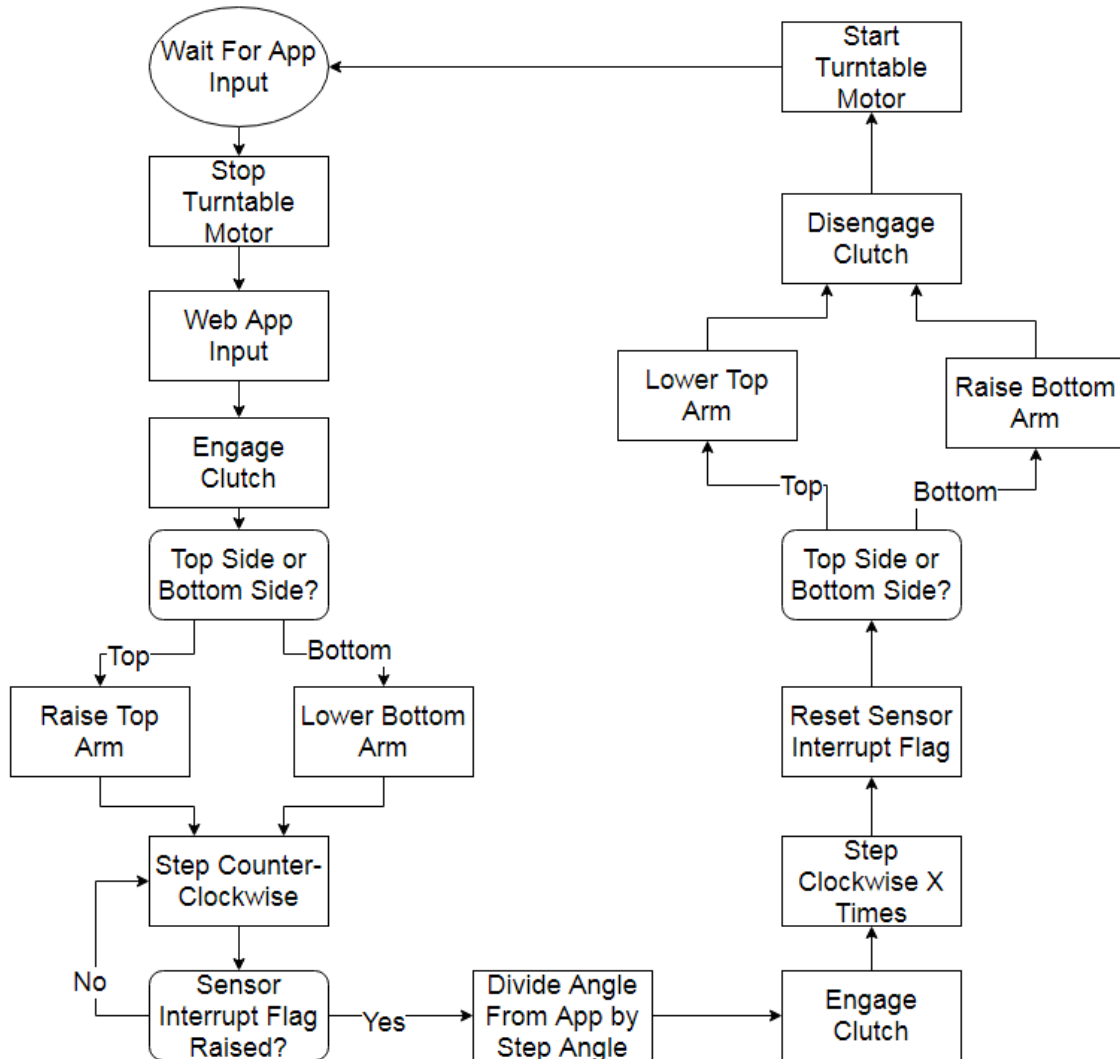 Wait For App
Input
Stop
Turntable
Motor
Web App
Input
Engage
Clutch
Top Side or
Bottom Side?
Top
Bottom
Raise Top
Arm
Lower Bottom
Arm
Step Counter-
Clockwise
No
Sensor
Interrupt Flag
Raised?
Yes
Divide Angle
From App by
Step Angle
Engage
Clutch
Step
Clockwise X
Times
Reset Sensor
Interrupt Flag
Top Side or
Bottom Side?
Top
Bottom
Lower Top
Arm
Raise Bottom
Arm
Disengage
Clutch
Start
Turntable
Motor